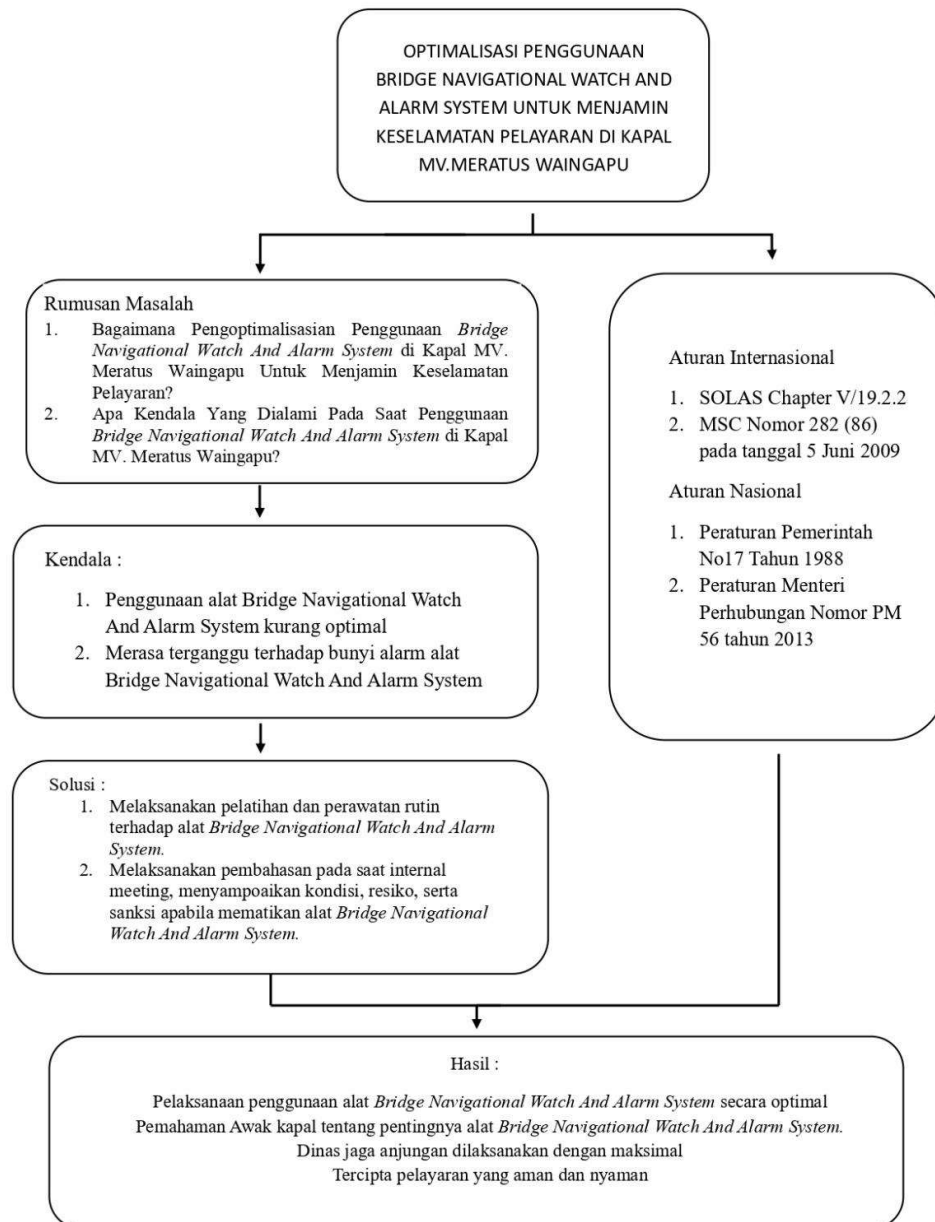 OPTIMALISASI PENGGUNAAN
BRIDGE NAVIGATIONAL WATCH AND
ALARM SYSTEM UNTUK MENJAMIN
KESELAMATAN PELAYARAN DI KAPAL
MV.MERATUS WAINGAPU
Rumusan Masalah
1. Bagaimana Pengoptimalisasian Penggunaan Bridge
Navigational Watch And Alarm System di Kapal MV.
Meratus Waingapu Untuk Menjamin Keselamatan
Pelayaran?
2. Apa Kendala Yang Dialami Pada Saat Penggunaan
Bridge Navigational Watch And Alarm System di Kapal
MV. Meratus Waingapu?
Kendala :
1. Penggunaan alat Bridge Navigational Watch
And Alarm System kurang optimal
2. Merasa terganggu terhadap bunyi alarm alat
Bridge Navigational Watch And Alarm System
Solusi :
1. Melaksanakan pelatihan dan perawatan rutin
terhadap alat Bridge Navigational Watch And Alarm
System.
2. Melaksanakan pembahasan pada saat internal
meeting, menyampoaikan kondisi, resiko, serta
sanksi apabila mematikan alat Bridge Navigational
Watch And Alarm System.
Aturan Internasional
1. SOLAS Chapter V/19.2.2
2. MSC Nomor 282 (86)
pada tanggal 5 Juni 2009
Aturan Nasional
1. Peraturan Pemerintah
No17 Tahun 1988
2. Peraturan Menteri
Perhubungan Nomor PM
56 tahun 2013
Hasil :
Pelaksanaan penggunaan alat Bridge Navigational Watch And Alarm System secara optimal
Pemahaman Awak kapal tentang pentingnya alat Bridge Navigational Watch And Alarm System.
Dinas jaga anjungan dilaksanakan dengan maksimal
Tercipta pelayaran yang aman dan nyaman